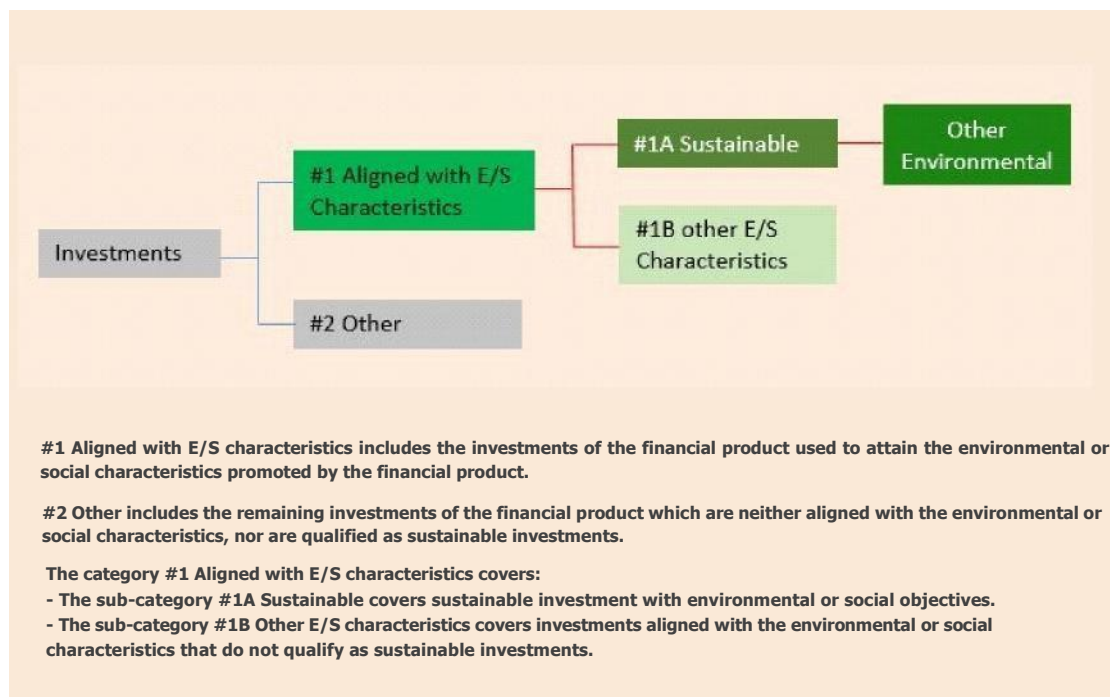 Other
Environmental
#1A Sustainable
#1 Aligned with E/S
Characteristics
#1B other E/S
Characteristics
Investments
#2 Other
#1 Aligned with E/S characteristics includes the investments of the financial product used to attain the environmental or
social characteristics promoted by the financial product.
#2 Other includes the remaining investments of the financial product which are neither aligned with the environmental or
social characteristics, nor are qualified as sustainable investments.
The category #1 Aligned with E/S characteristics covers:
- The sub-category #1A Sustainable covers sustainable investment with environmental or social objectives.
- The sub-category #1B Other E/S characteristics covers investments aligned with the environmental or social
characteristics that do not qualify as sustainable investments.